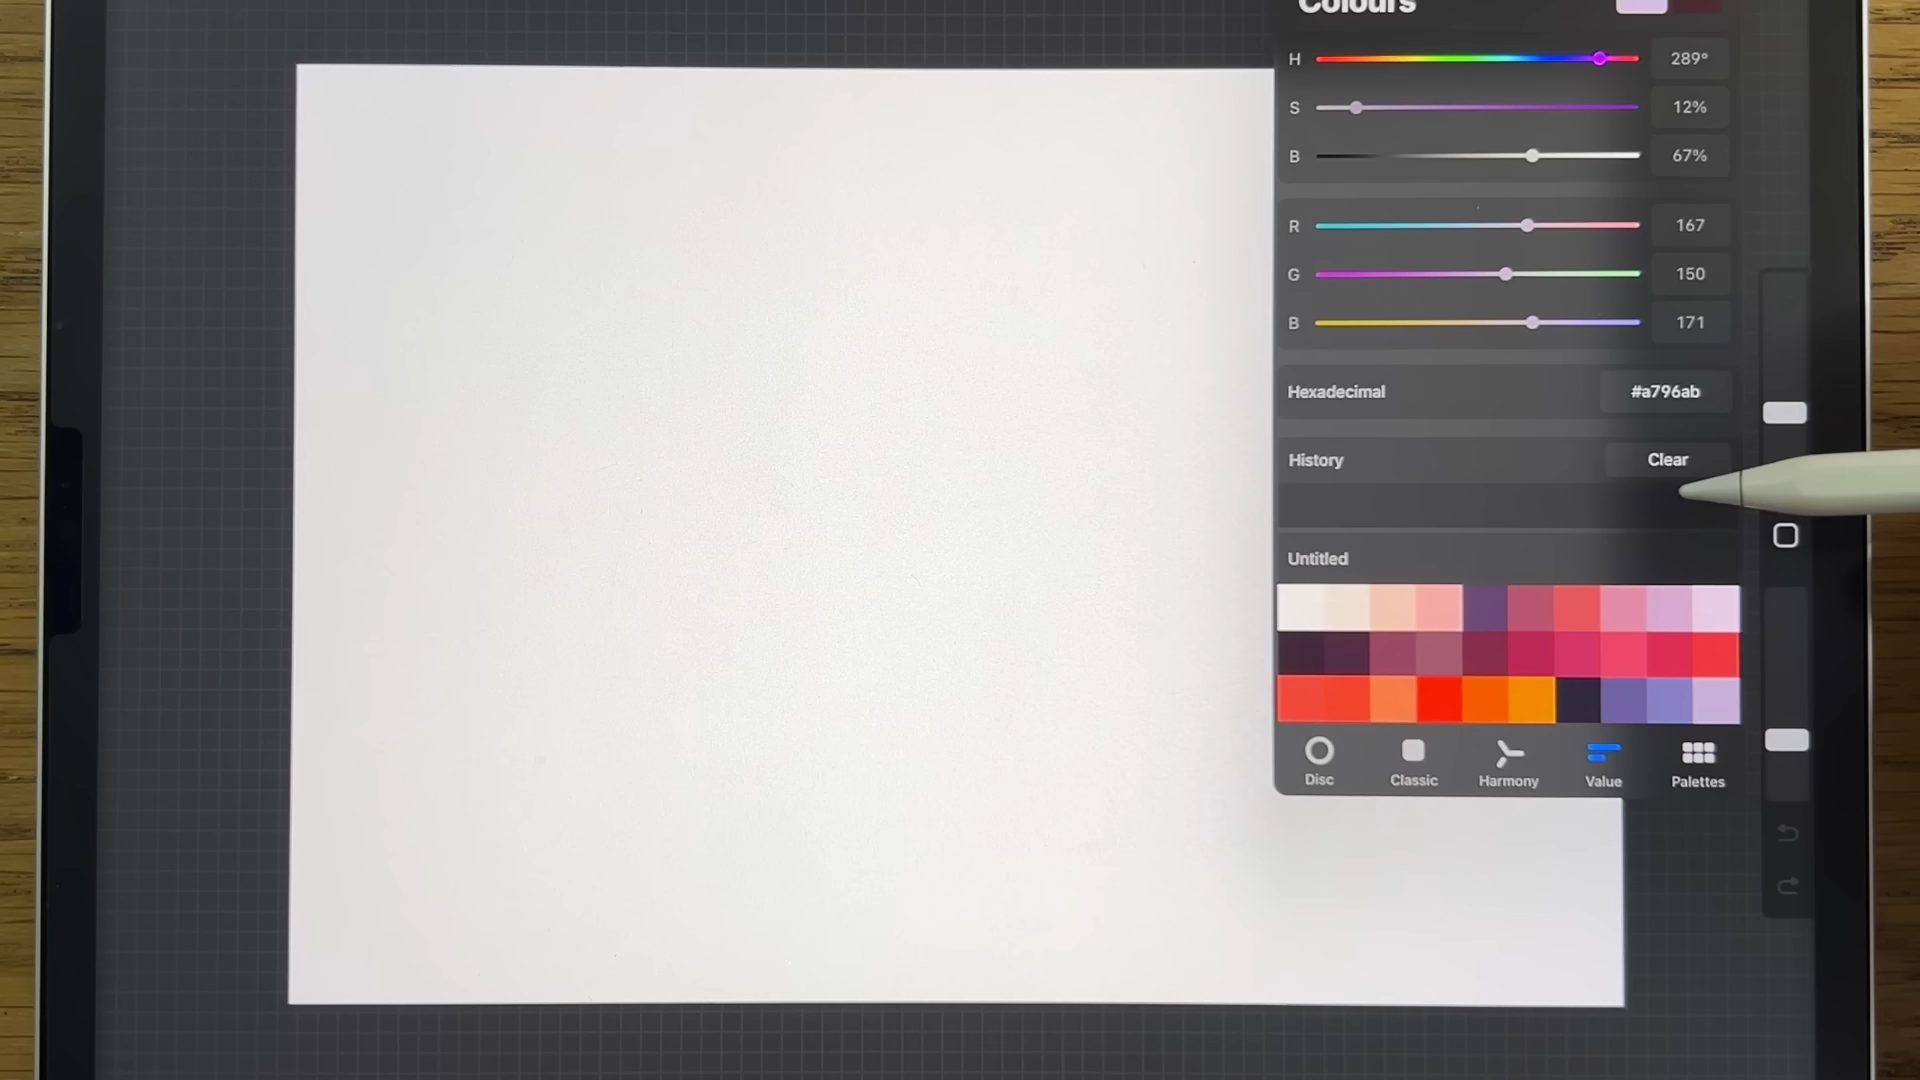 Colours
H 289°
S 12%
B 67%
R 167
G 150
B 171
Hexadecimal #a796ab
History Clear
Untitled
Disc Classic Harmony Value Palettes